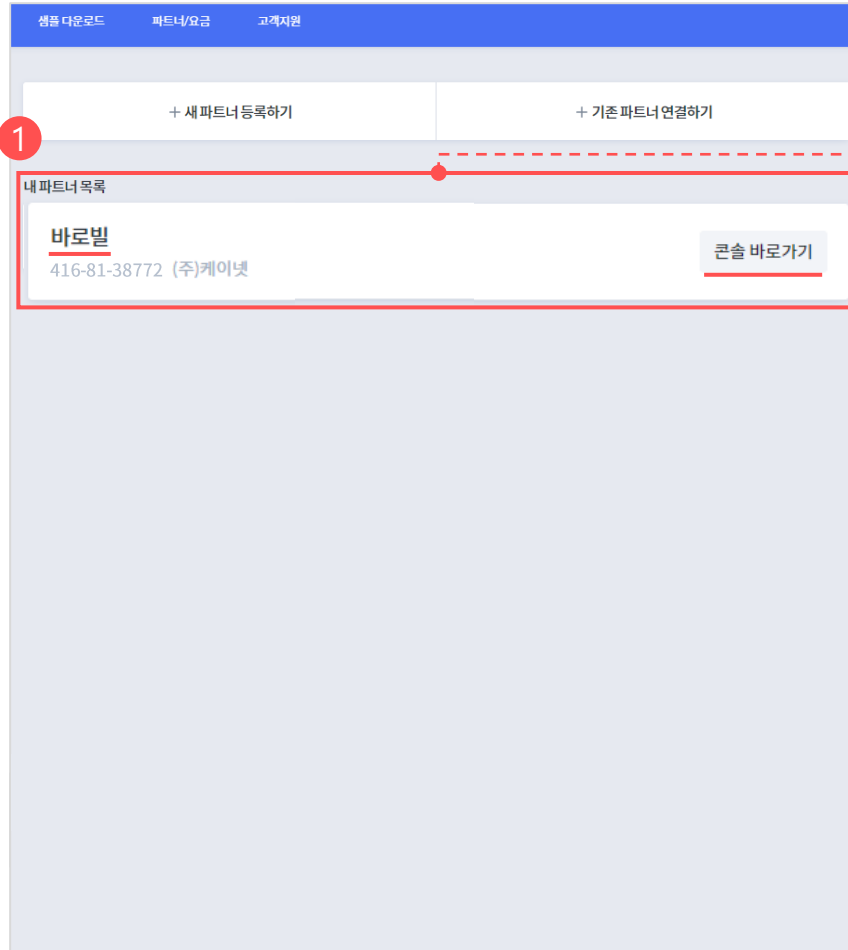 샘플 다운로드 파트너/요금 고객지원
+ 새 파트너 등록하기 + 기존 파트너 연결하기
1
내 파트너 목록
바로빌
416-81-38772 (주)케이넷
콘솔 바로가기